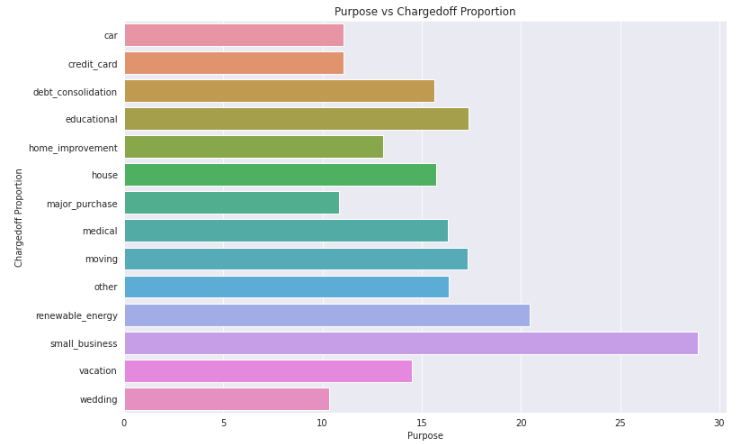 Purpose vs Chargedoff Proportion
car
credit_card
debt_consolidation
educational
home_improvement
house
major_purchase
medical
moving
other
renewable_energy
small_business
vacation
wedding
Chargedoff Proportion
0 5 10 15 20 25 30
Purpose